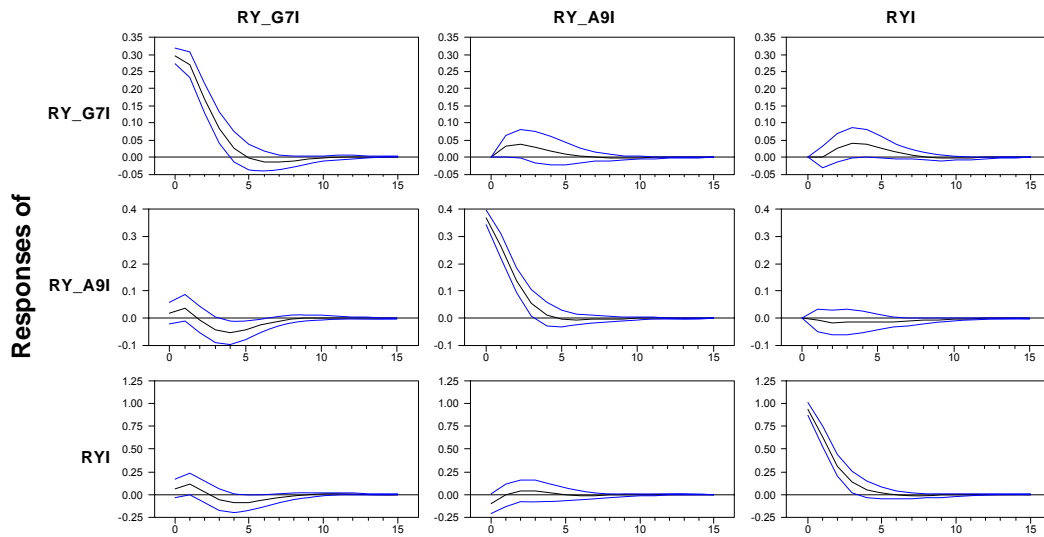 RY_G7I RY_A9I RYI
Responses of
RY_G7I
0.35 0.35 0.35
0.30 0.30 0.30
0.25 0.25 0.25
0.20 0.20 0.20
0.15 0.15 0.15
0.10 0.10 0.10
0.05 0.05 0.05
0.00 0.00 0.00
-0.05 -0.05 -0.05
0 5 10 15 0 5 10 15 0 5 10 15
RY_A9I
0.4 0.4 0.4
0.3 0.3 0.3
0.2 0.2 0.2
0.1 0.1 0.1
0.0 0.0 0.0
-0.1 -0.1 -0.1
0 5 10 15 0 5 10 15 0 5 10 15
RYI
1.25 1.25 1.25
1.00 1.00 1.00
0.75 0.75 0.75
0.50 0.50 0.50
0.25 0.25 0.25
0.00 0.00 0.00
-0.25 -0.25 -0.25
0 5 10 15 0 5 10 15 0 5 10 15